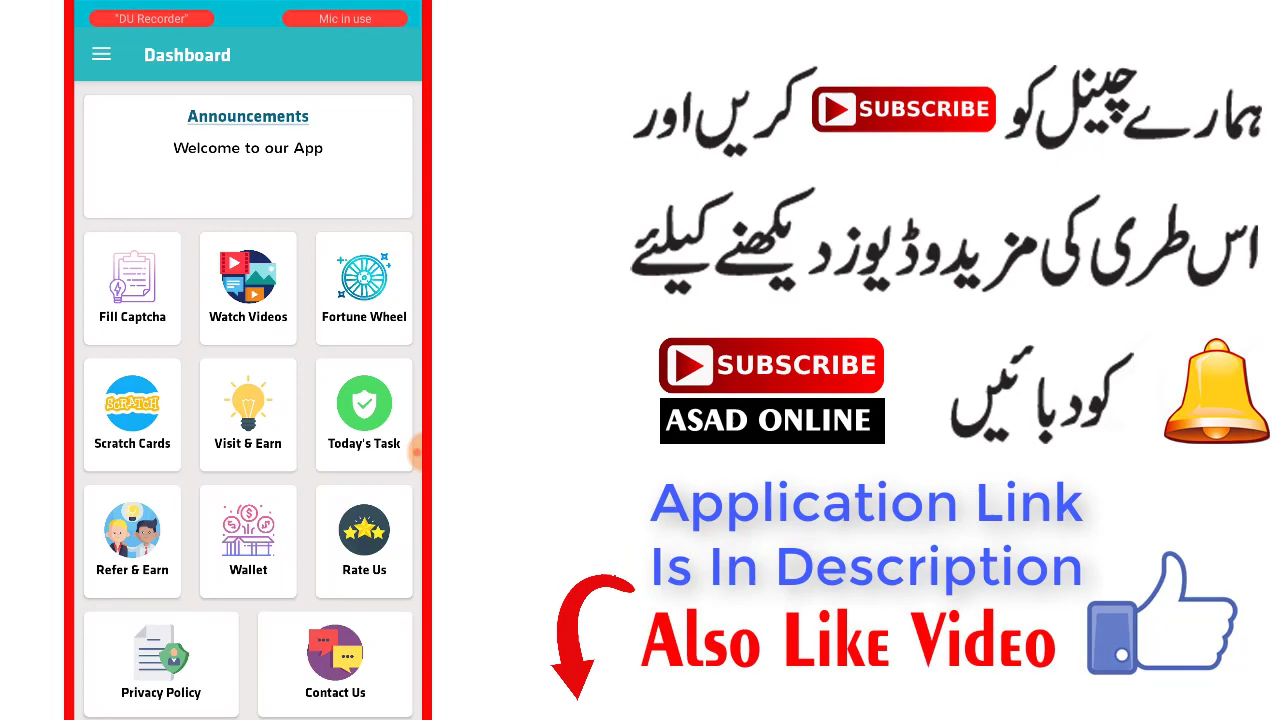 "DU Recorder" Mic in use
Dashboard
Announcements
Welcome to our App
Fill Captcha Watch Videos Fortune Wheel
SCRATCH
Scratch Cards Visit & Earn Today's Task
Refer & Earn Wallet Rate Us
Privacy Policy Contact Us
ہمارے چینل کو SUBSCRIBE کریں اور
اس طری کی مزید وڈیوز دیکھنے کیلئے
SUBSCRIBE
ASAD ONLINE
کو دبائیں
Application Link
Is In Description
Also Like Video